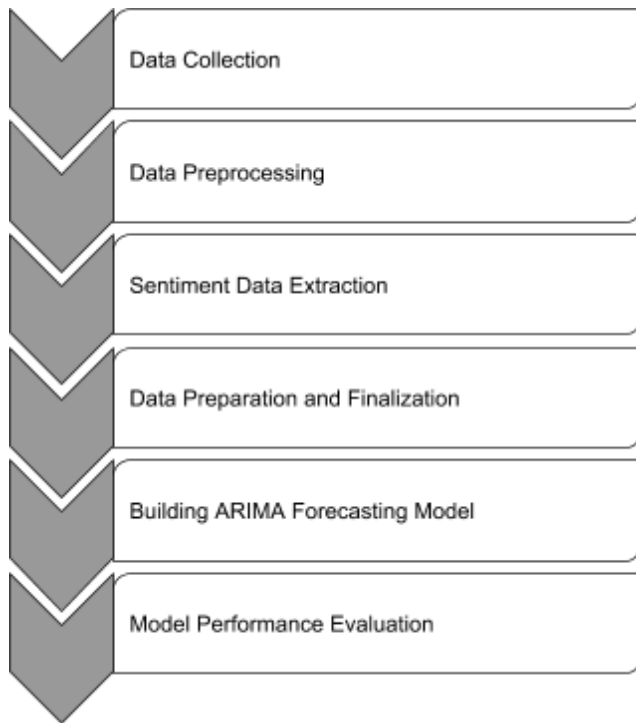 Data Collection
Data Preprocessing
Sentiment Data Extraction
Data Preparation and Finalization
Building ARIMA Forecasting Model
Model Performance Evaluation